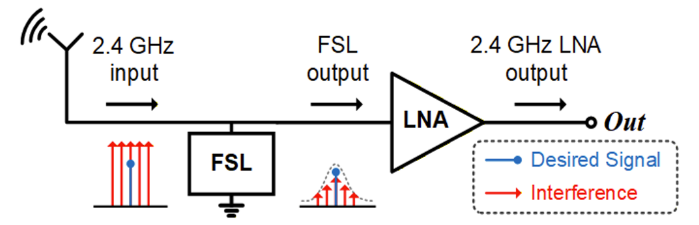 2.4 GHz
input
FSL
output
2.4 GHz LNA
output
LNA
Out
FSL
Desired Signal
Interference